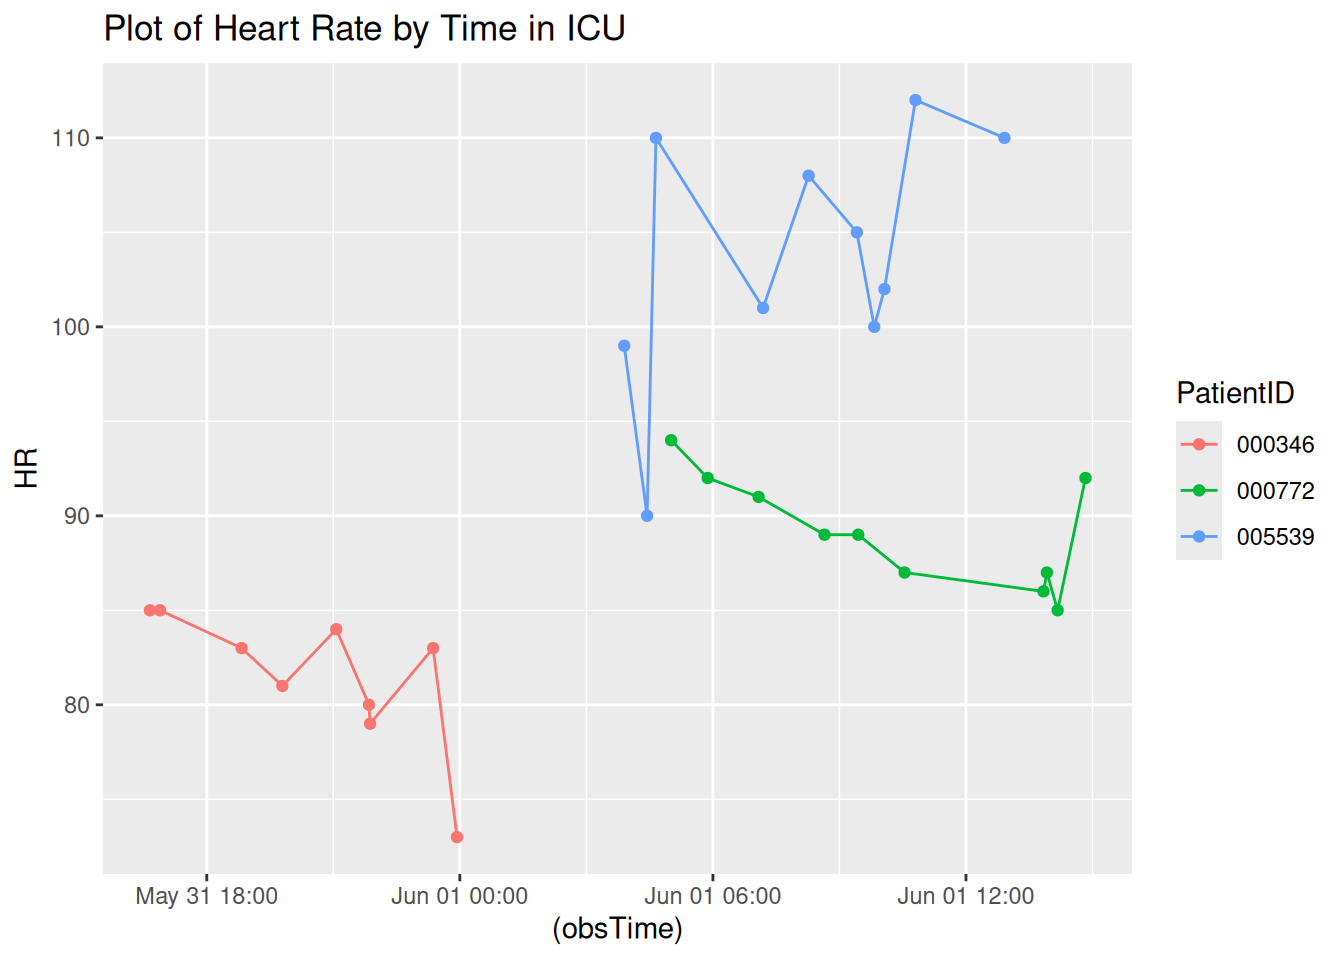 Plot of Heart Rate by Time in ICU
110
100
90
80
HR
May 31 18:00
Jun 01 00:00
Jun 01 06:00
Jun 01 12:00
(obsTime)
PatientID
000346
000772
005539